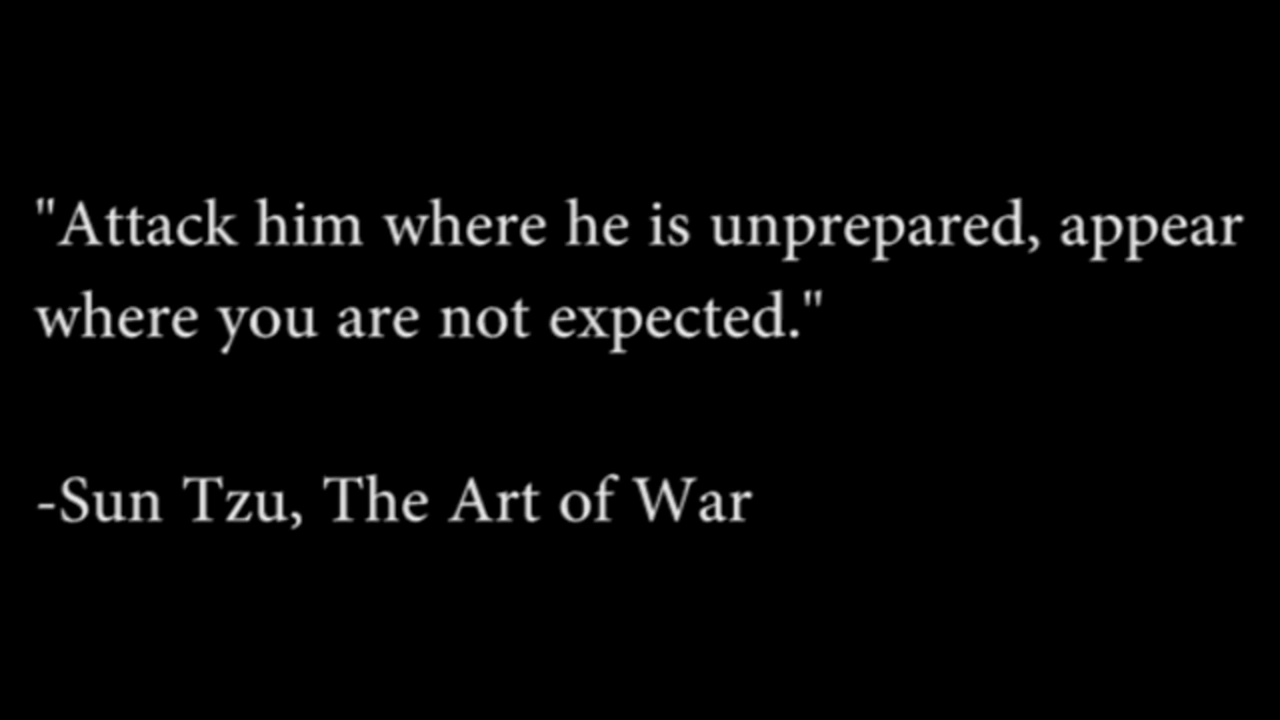 "Attack him where he is unprepared, appear
where you are not expected."
-Sun Tzu, The Art of War